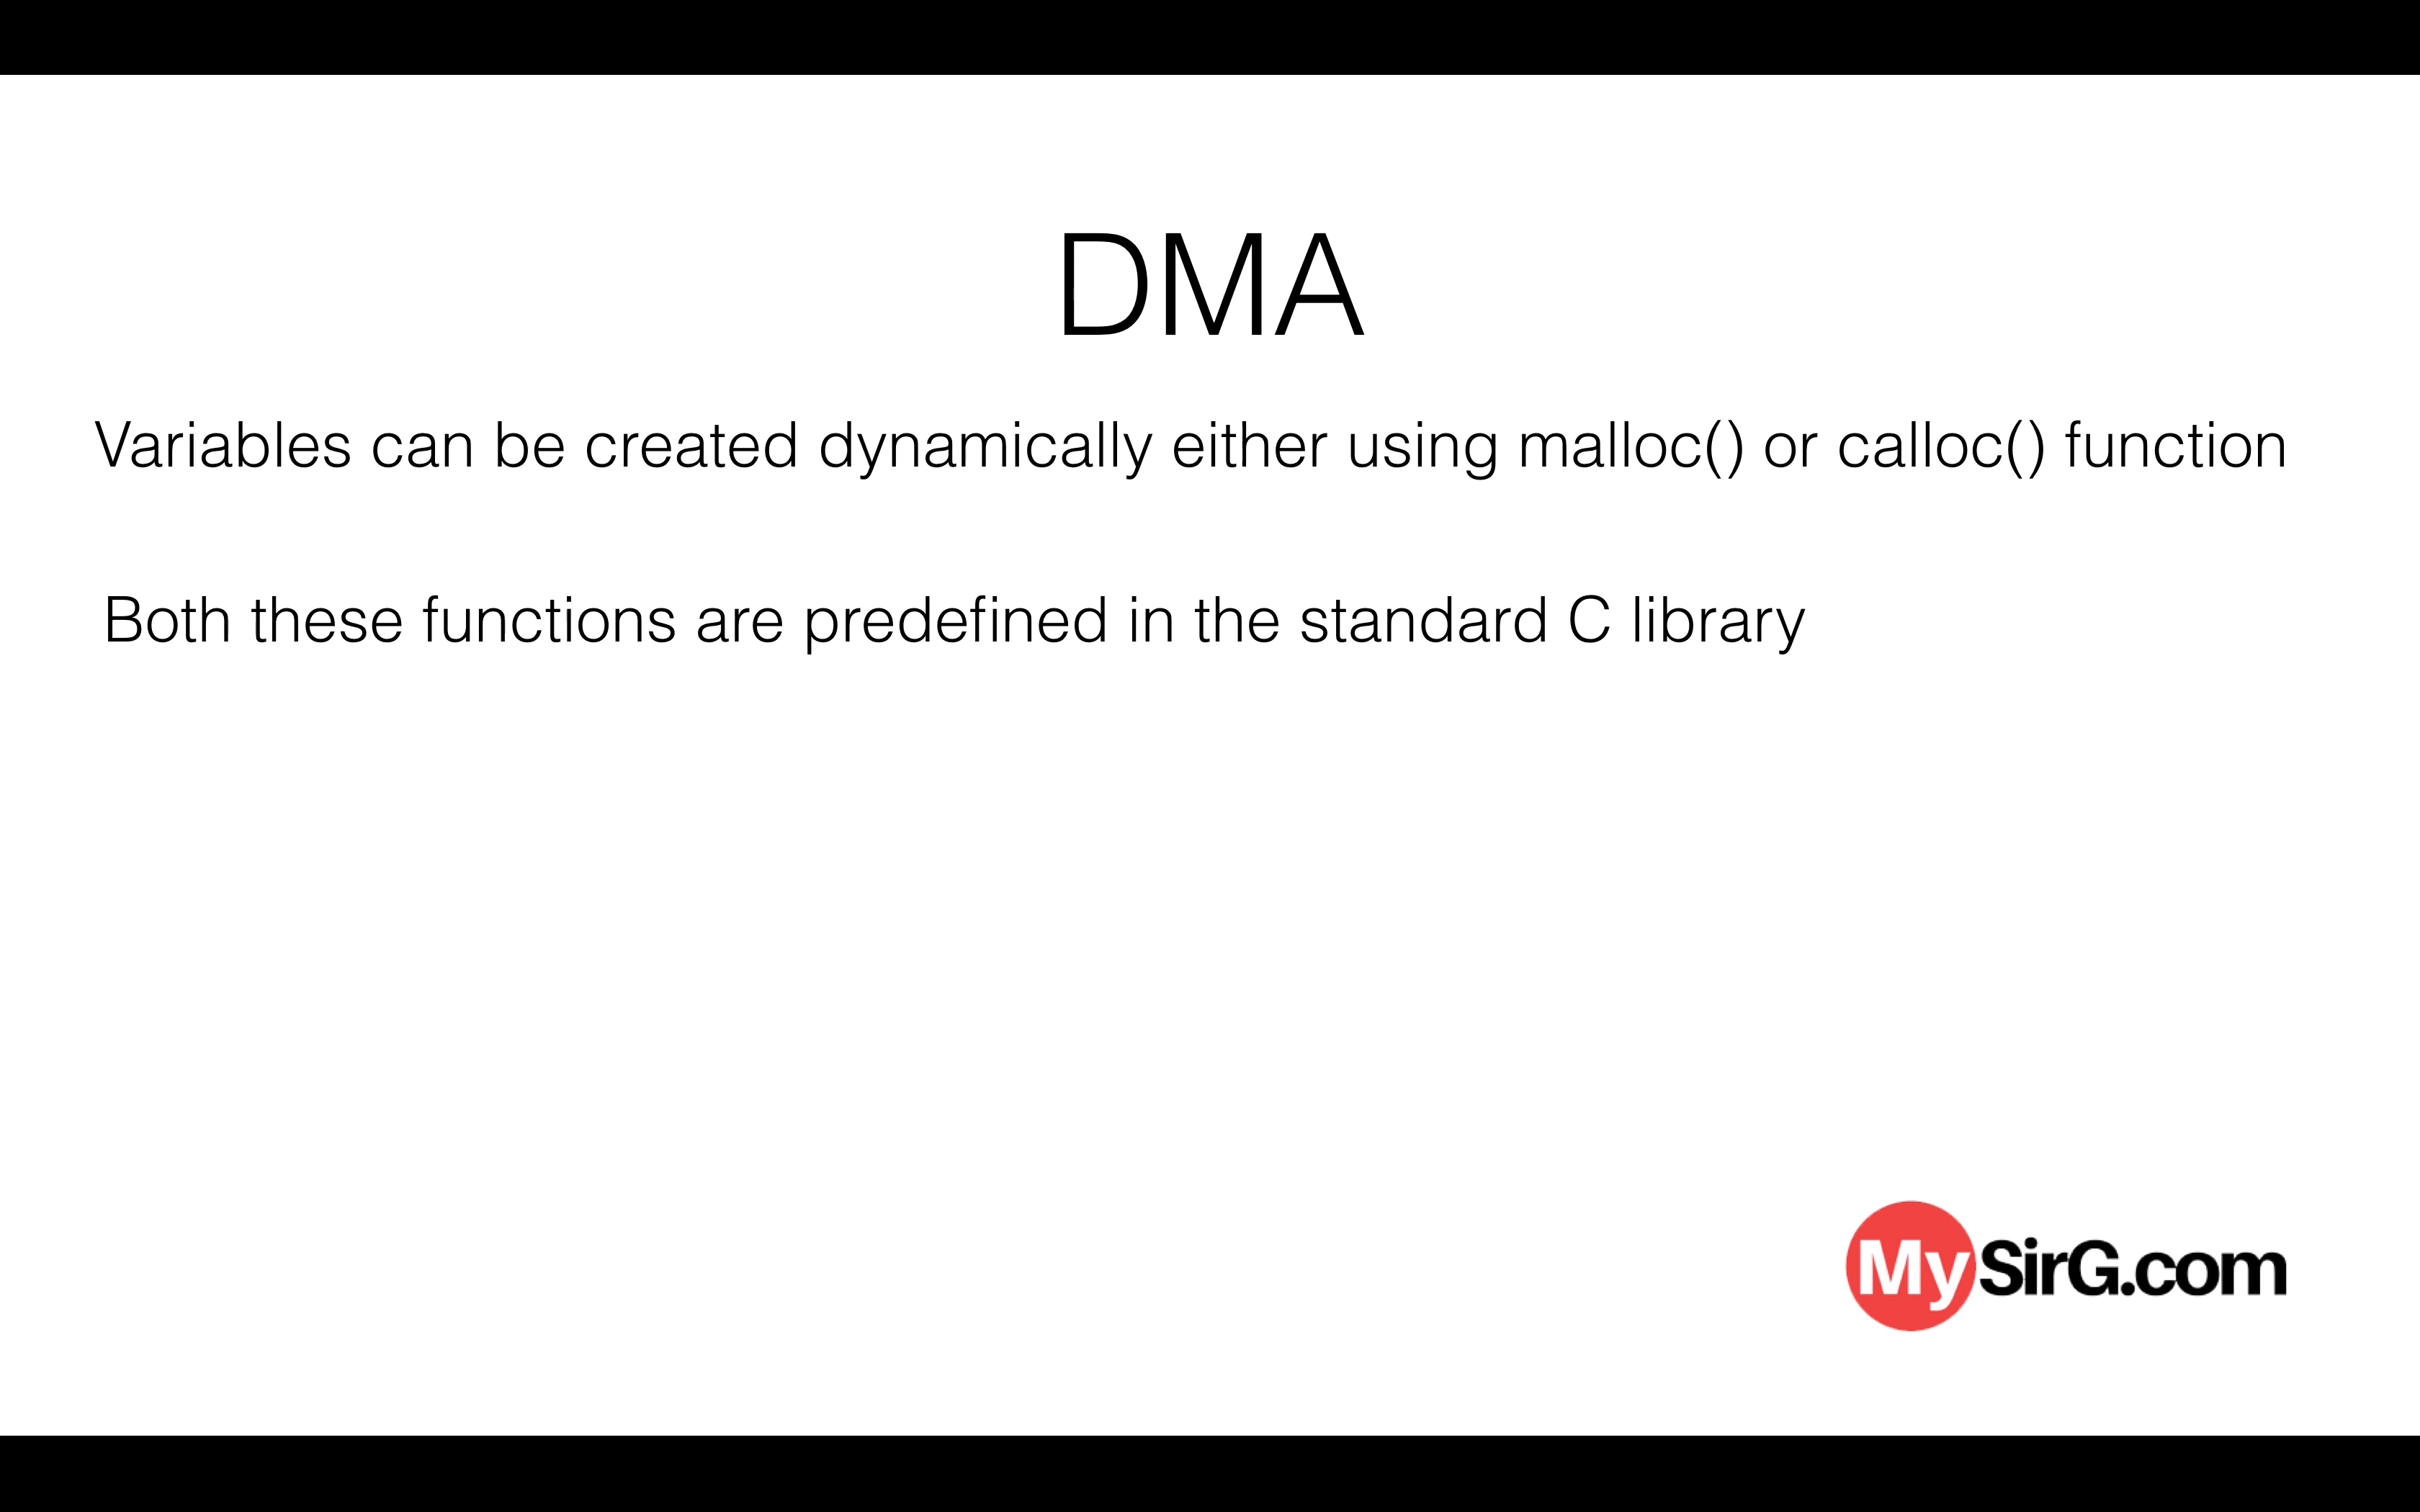 DMA
Variables can be created dynamically either using malloc() or calloc() function
Both these functions are predefined in the standard C library
MySirG.com